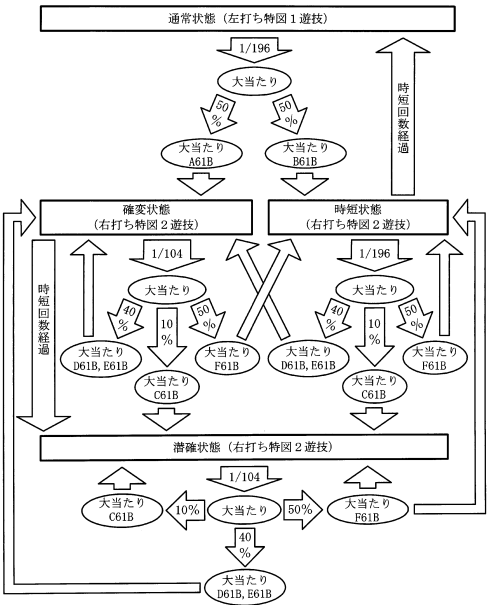 通常状態（左打ち特図１遊技）
1/196
大当たり
50%
50%
大当たり
A61B
大当たり
B61B
時短回数経過
確変状態
（右打ち特図２遊技）
時短状態
（右打ち特図２遊技）
1/104
1/196
大当たり
大当たり
40%
10%
50%
40%
10%
50%
時短回数経過
大当たり
D61B, E61B
大当たり
F61B
大当たり
D61B, E61B
大当たり
F61B
大当たり
C61B
大当たり
C61B
潜確状態（右打ち特図２遊技）
1/104
大当たり
C61B
10%
大当たり
50%
大当たり
F61B
40%
大当たり
D61B, E61B